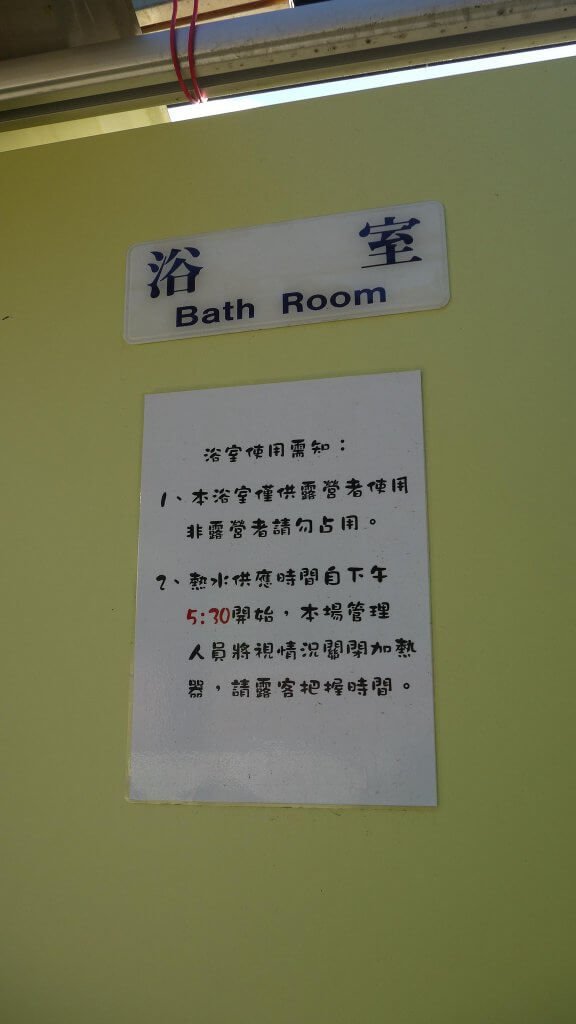 浴室
Bath Room
浴室使用需知：
1、本浴室僅供露營者使用
非露營者請勿占用。
2、熱水供應時間自下午
5:30開始，本場管理
人員將視情況關閉加熱
器，請露客把握時間。